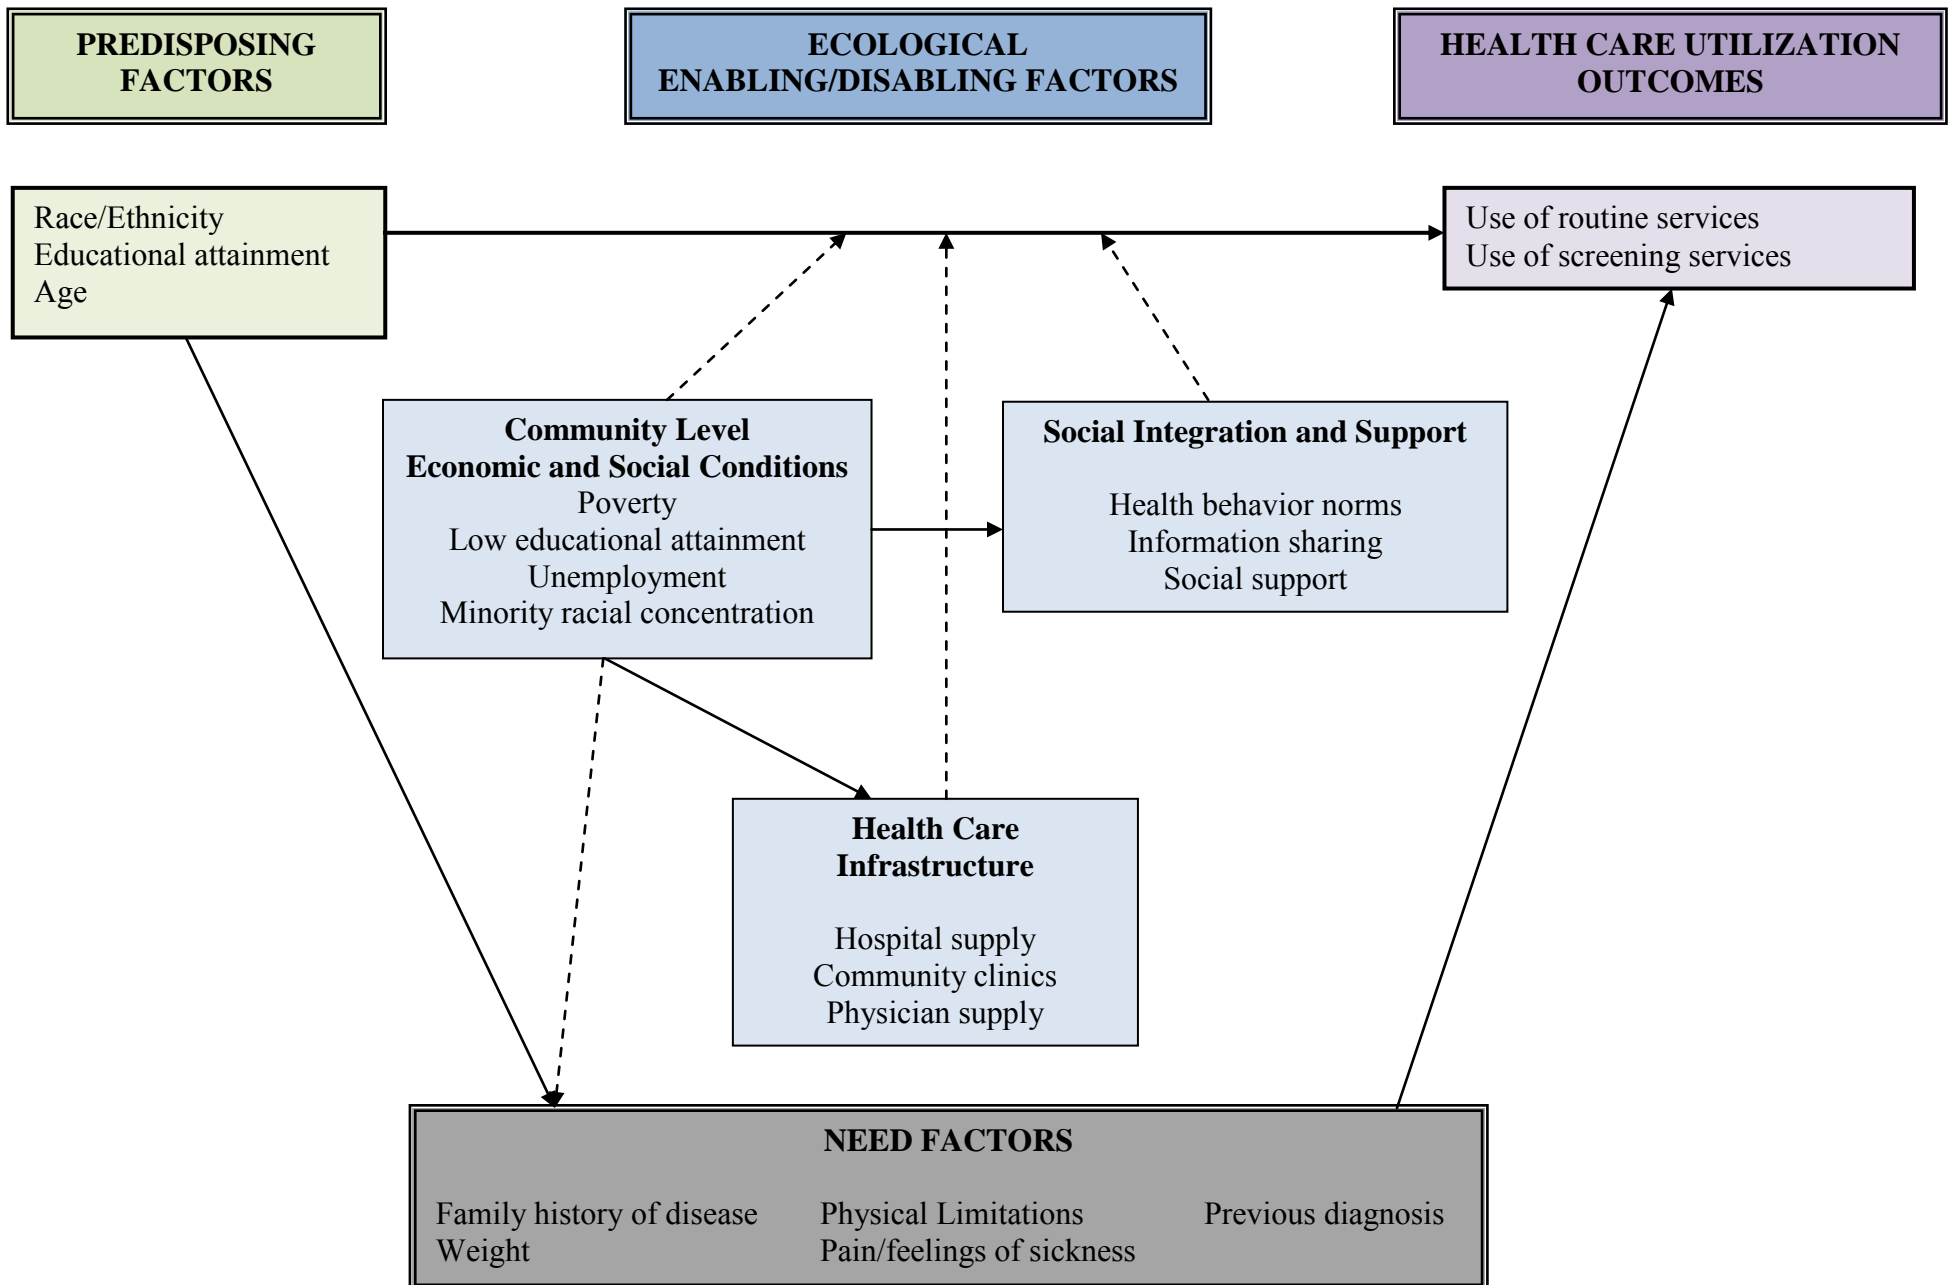 PREDISPOSING
FACTORS
ECOLOGICAL
ENABLING/DISABLING FACTORS
HEALTH CARE UTILIZATION
OUTCOMES
Race/Ethnicity
Educational attainment
Age
Use of routine services
Use of screening services
Community Level
Economic and Social Conditions
Poverty
Low educational attainment
Unemployment
Minority racial concentration
Social Integration and Support
Health behavior norms
Information sharing
Social support
Health Care
Infrastructure
Hospital supply
Community clinics
Physician supply
NEED FACTORS
Family history of disease
Weight
Physical Limitations
Pain/feelings of sickness
Previous diagnosis